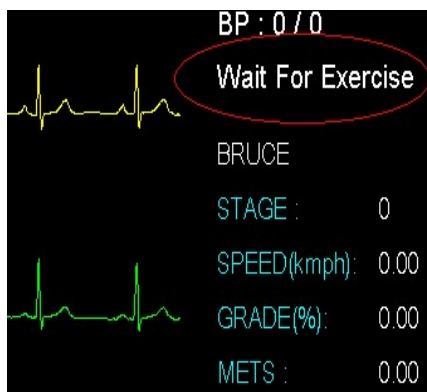 BP : 0 / 0
Wait For Exercise
BRUCE
STAGE : 0
SPEED(kmph): 0.00
GRADE(%): 0.00
METS : 0.00